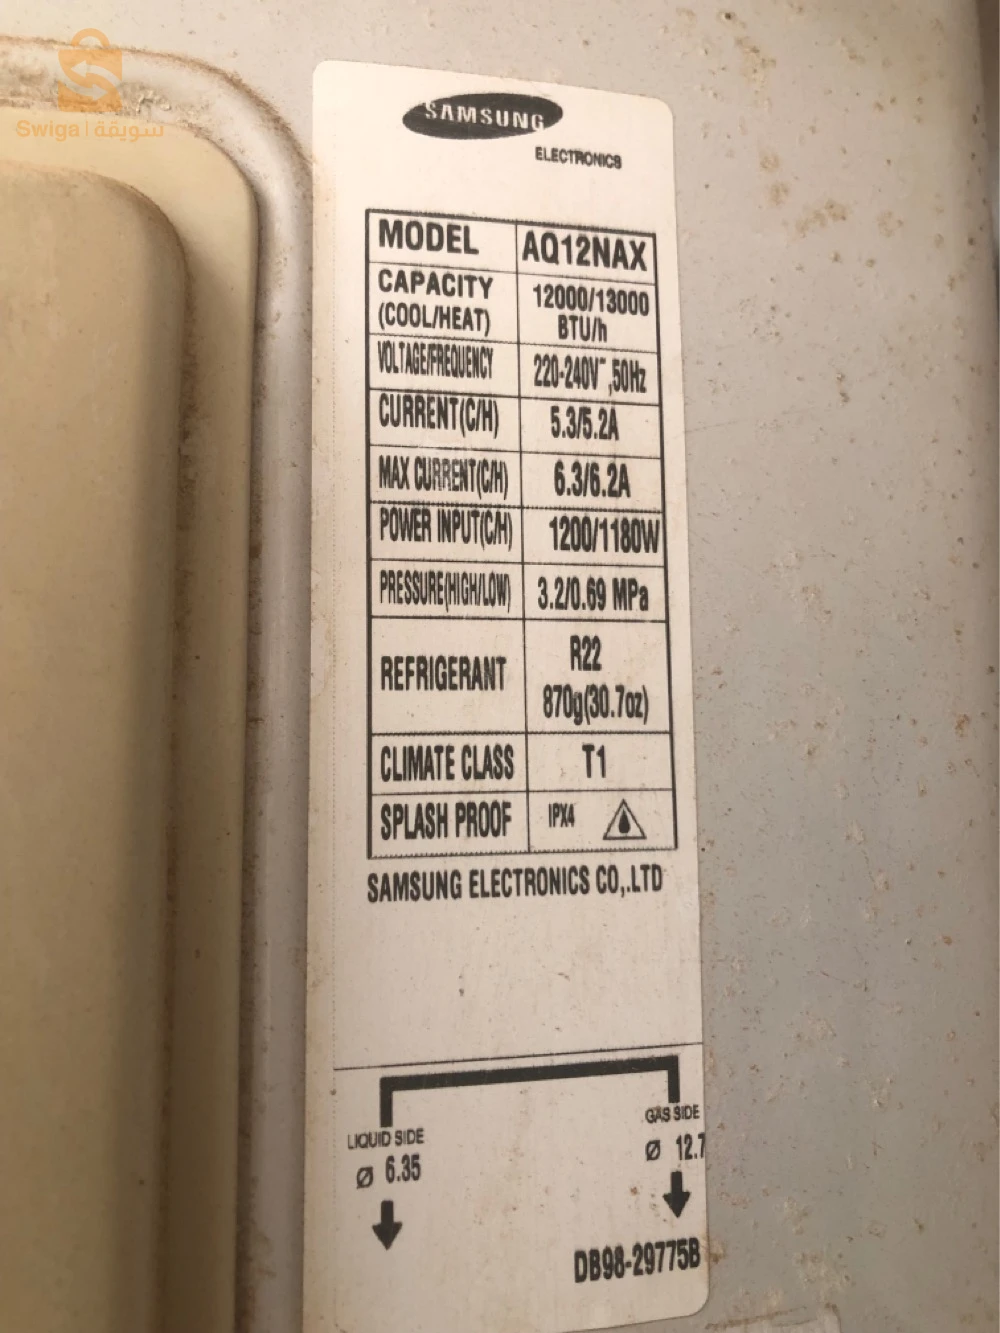 Swiga | سويقة
SAMSUNG
ELECTRONICS
MODEL AQ12NAX
CAPACITY (COOL/HEAT) 12000/13000 BTU/h
VOLTAGE/FREQUENCY 220-240V~,50Hz
CURRENT(C/H) 5.3/5.2A
MAX CURRENT(C/H) 6.3/6.2A
POWER INPUT(C/H) 1200/1180W
PRESSURE(HIGH/LOW) 3.2/0.69 MPa
REFRIGERANT R22 870g(30.7oz)
CLIMATE CLASS T1
SPLASH PROOF IPX4
SAMSUNG ELECTRONICS CO,.LTD
LIQUID SIDE
Ø 6.35
GAS SIDE
Ø 12.7
DB98-29775B